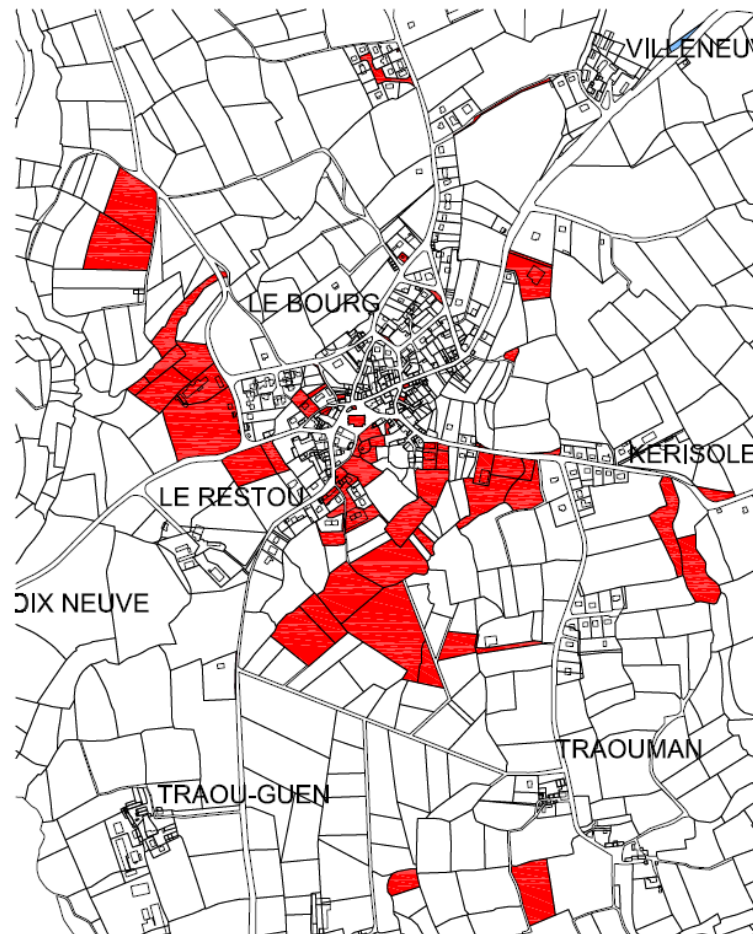 VILLENEUV
LE BOURG
KERISOLE
LE RESTOU
OIX NEUVE
TRAOUMAN
TRAOU-GUEN